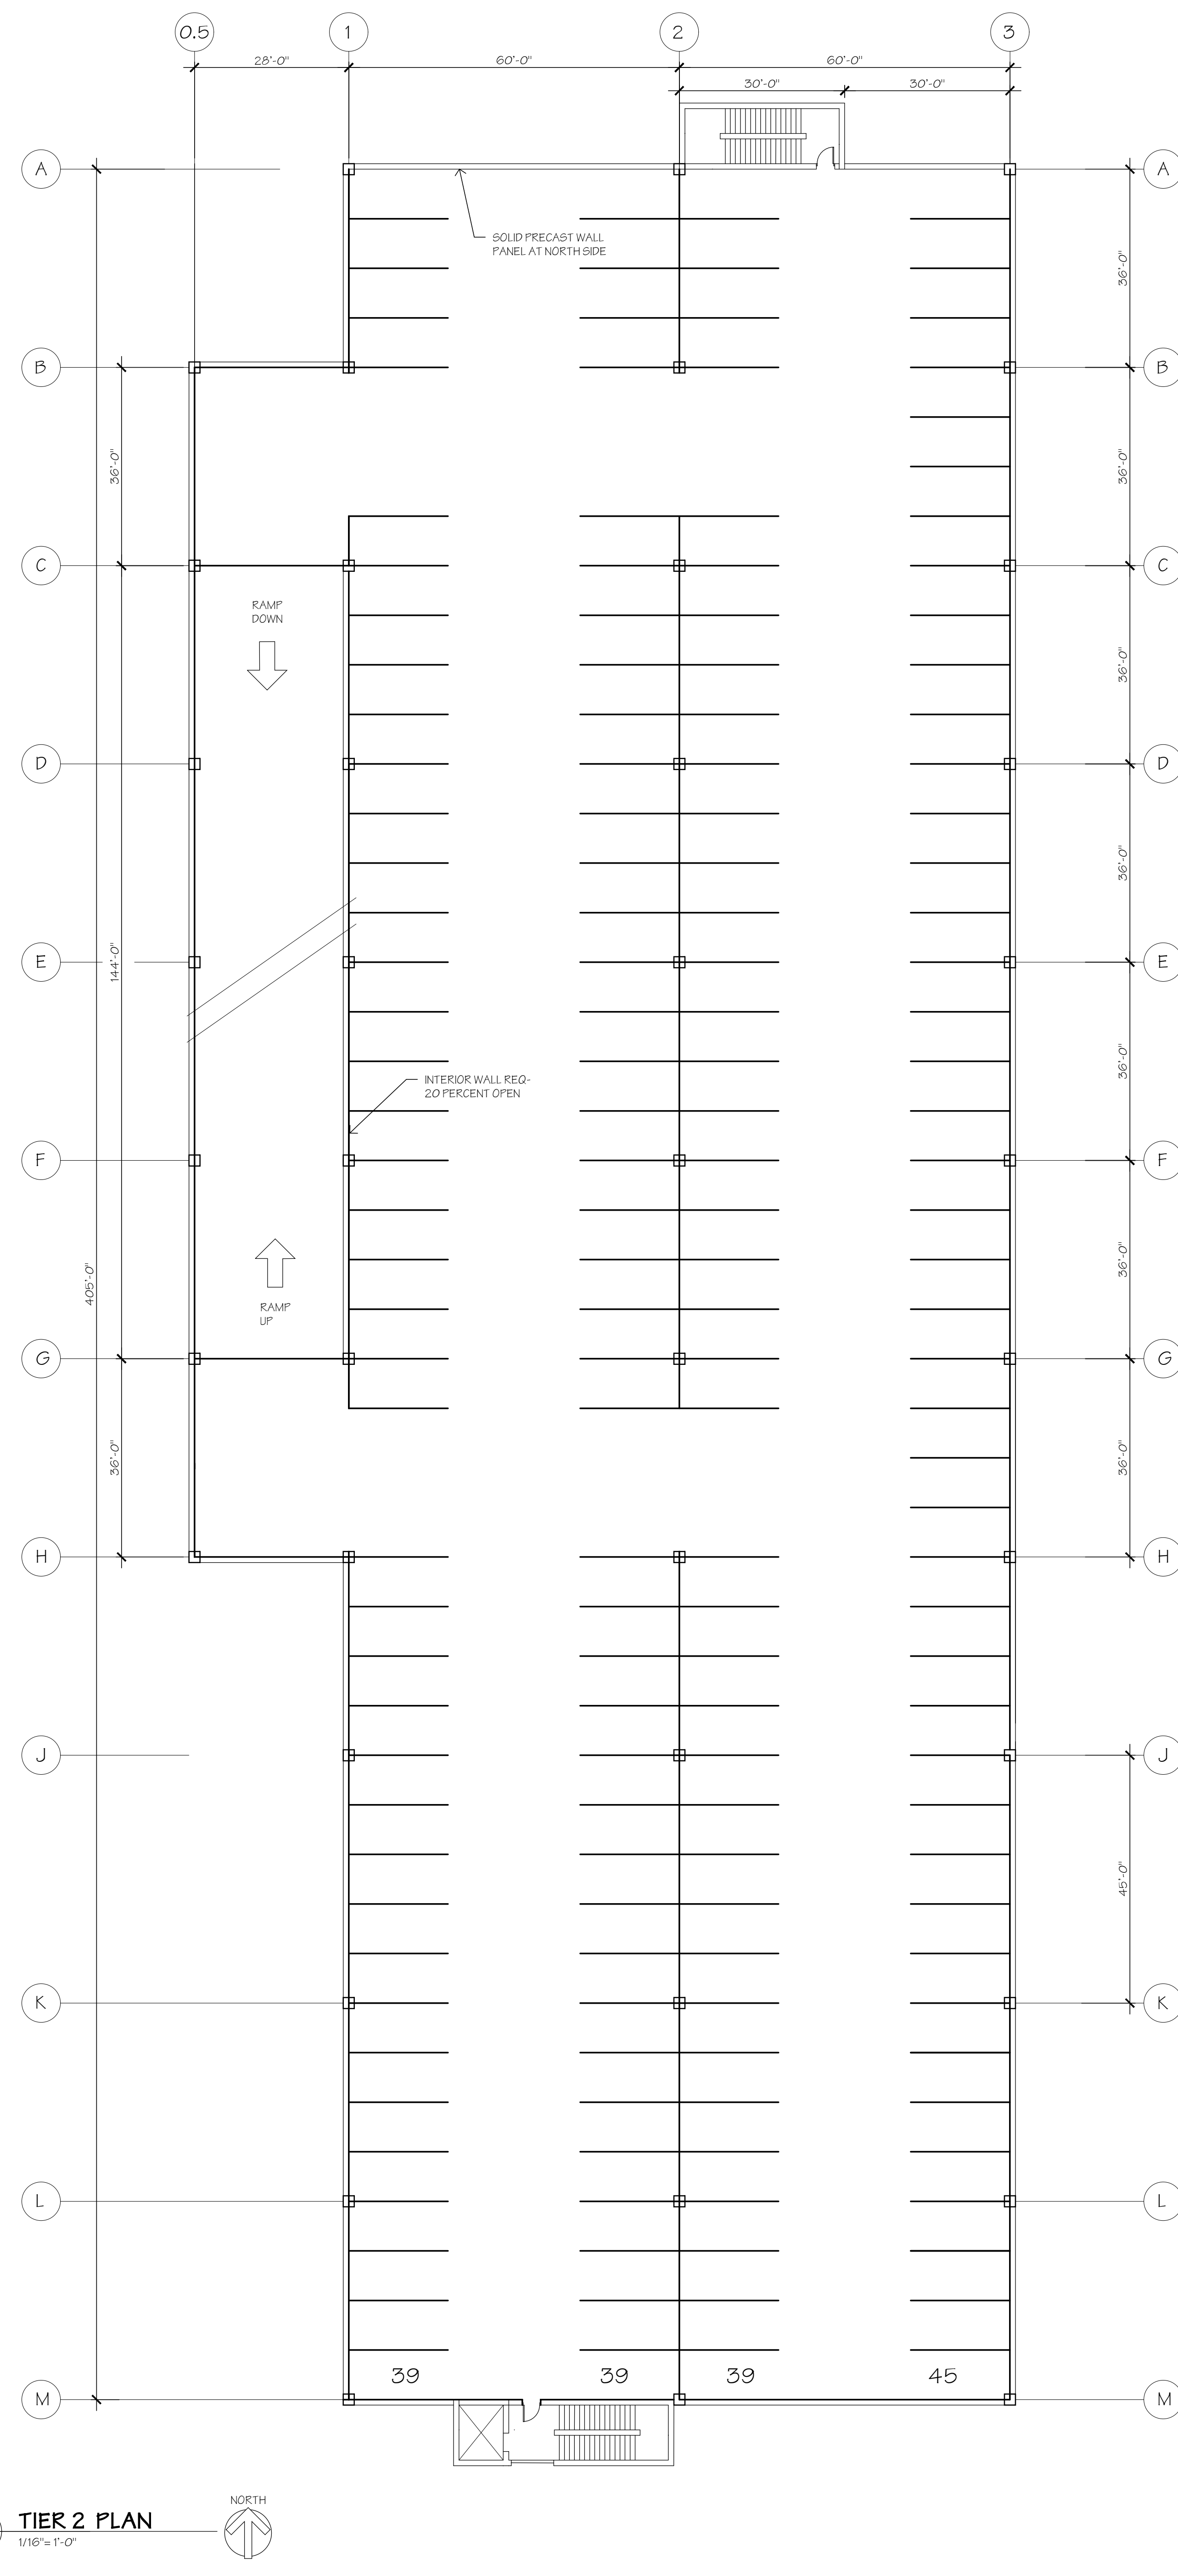 0.5 1 2 3
28'-0" 60'-0" 60'-0"
30'-0" 30'-0"
A A
SOLID PRECAST WALL
PANEL AT NORTH SIDE
36'-0"
B B
36'-0" 36'-0"
C C
RAMP
DOWN
36'-0"
D D
36'-0"
E E
144'-0"
36'-0"
INTERIOR WALL REQ-
20 PERCENT OPEN
F F
405'-0"
36'-0"
RAMP
UP
G G
36'-0" 36'-0"
H H
J J
45'-0"
K K
L L
39 39 39 45
M M
NORTH
TIER 2 PLAN
1/16"= 1'-0"